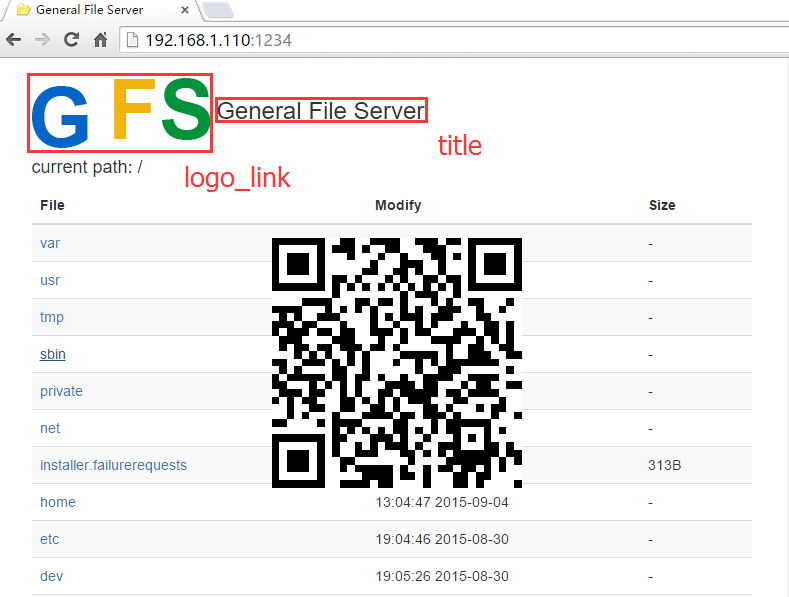 General File Server
192.168.1.110:1234
GFS
General File Server
title
current path: /
logo_link
File Modify Size
var -
usr -
tmp -
sbin -
private -
net -
installer.failurerequests 313B
home 13:04:47 2015-09-04 -
etc 19:04:46 2015-08-30 -
dev 19:05:26 2015-08-30 -